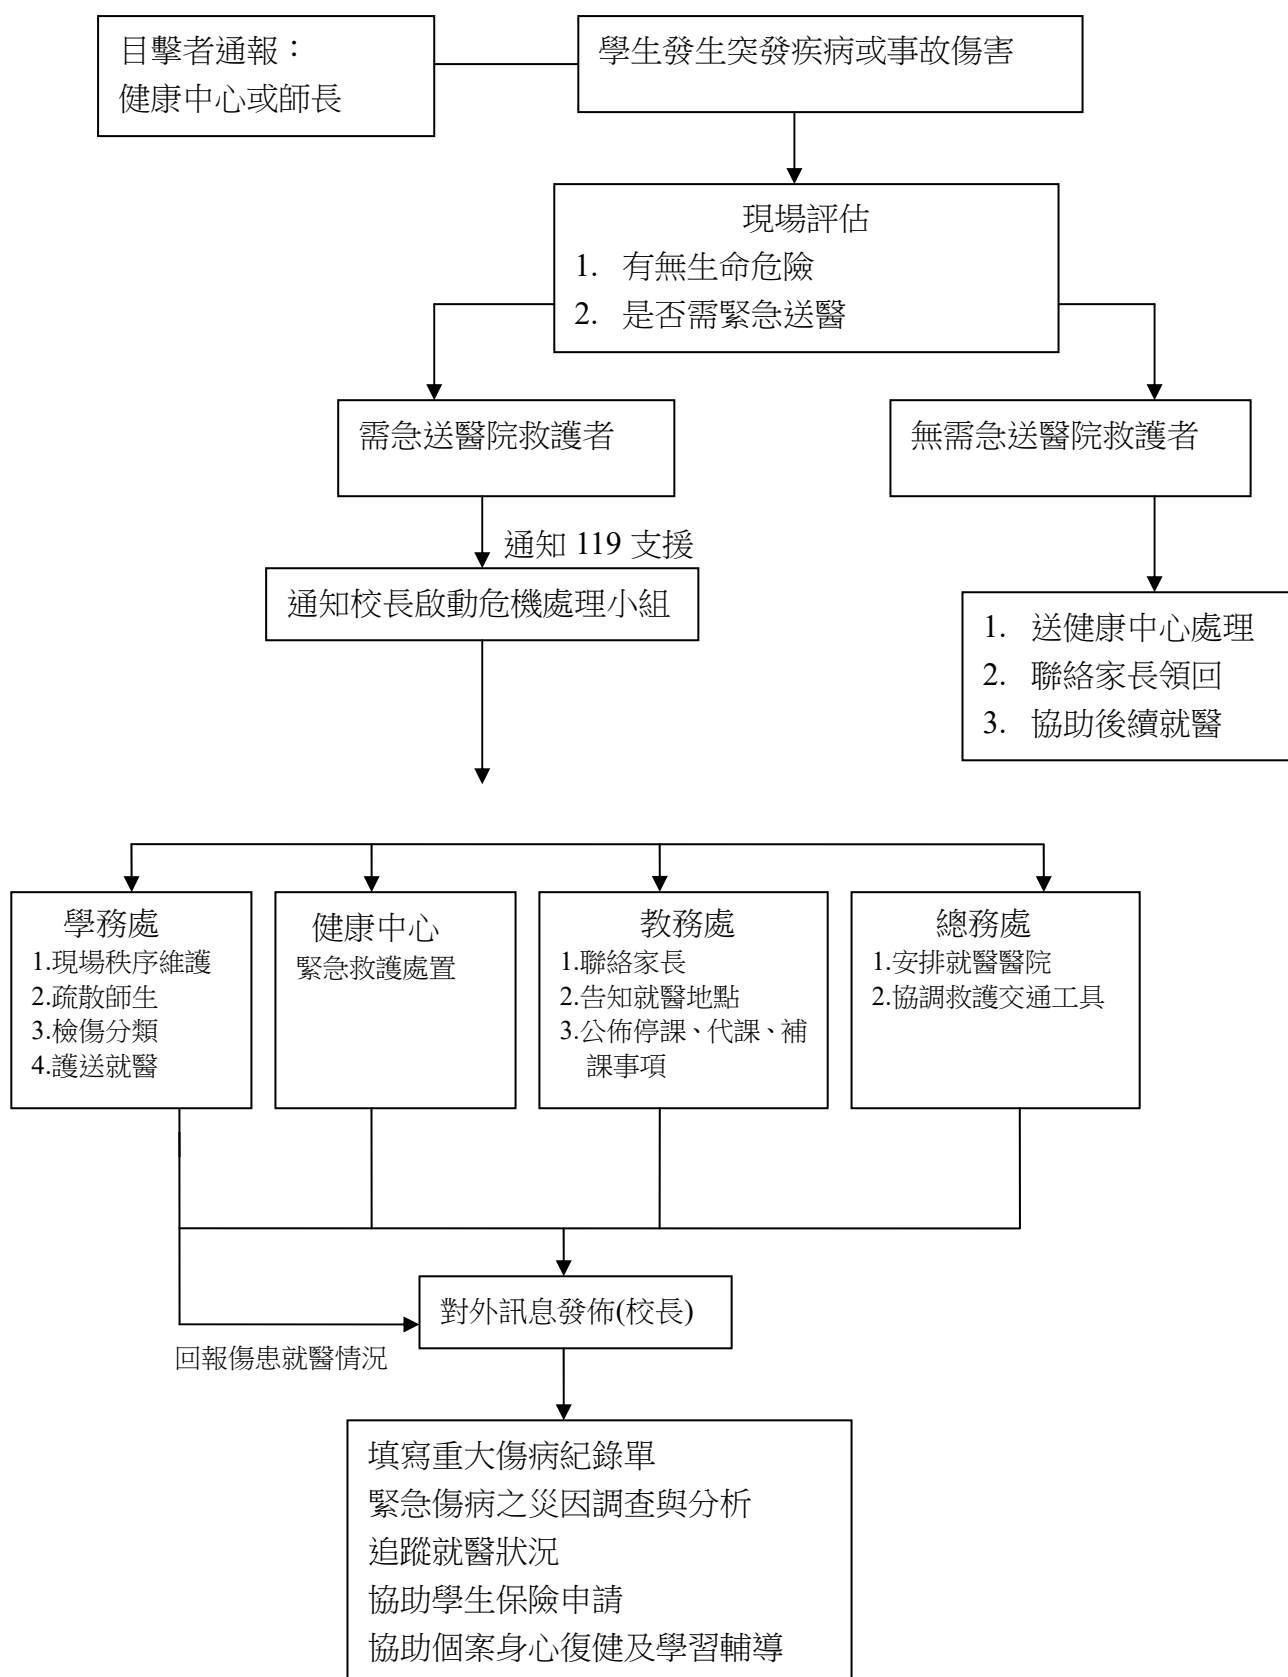 目擊者通報：
健康中心或師長
學生發生突發疾病或事故傷害
現場評估
1. 有無生命危險
2. 是否需緊急送醫
需急送醫院救護者
無需急送醫院救護者
通知 119 支援
通知校長啟動危機處理小組
1. 送健康中心處理
2. 聯絡家長領回
3. 協助後續就醫
學務處
1.現場秩序維護
2.疏散師生
3.檢傷分類
4.護送就醫
健康中心
緊急救護處置
教務處
1.聯絡家長
2.告知就醫地點
3.公佈停課、代課、補
課事項
總務處
1.安排就醫醫院
2.協調救護交通工具
對外訊息發佈(校長)
回報傷患就醫情況
填寫重大傷病紀錄單
緊急傷病之災因調查與分析
追蹤就醫狀況
協助學生保險申請
協助個案身心復健及學習輔導